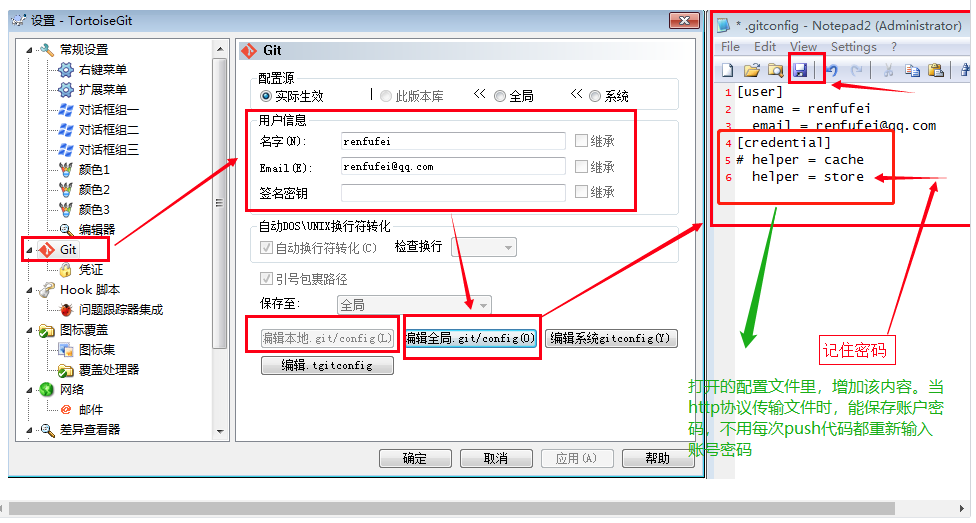 设置 - TortoiseGit
常规设置
右键菜单
扩展菜单
对话框组一
对话框组二
对话框组三
颜色1
颜色2
颜色3
编辑器
Git
凭证
Hook 脚本
问题跟踪器集成
图标覆盖
图标集
覆盖处理器
网络
邮件
差异查看器
Git
配置源
实际生效 | 此版本库 << 全局 << 系统
用户信息
名字(N): renfufei 继承
Email(E): renfufei@qq.com 继承
签名密钥 继承
自动DOS\UNIX换行符转化
自动换行符转化(C) 检查换行
引号包裹路径
保存至: 全局
编辑本地.git/config(L) 编辑全局.git/config(O) 编辑系统gitconfig(Y)
编辑.tgitconfig
确定 取消 应用(A) 帮助
* .gitconfig - Notepad2 (Administrator)
File Edit View Settings ?
1 [user]
2 name = renfufei
3 email = renfufei@qq.com
4 [credential]
5 # helper = cache
6 helper = store
记住密码
打开的配置文件里，增加该内容。当
http协议传输文件时，能保存账户密
码，不用每次push代码都重新输入
账号密码